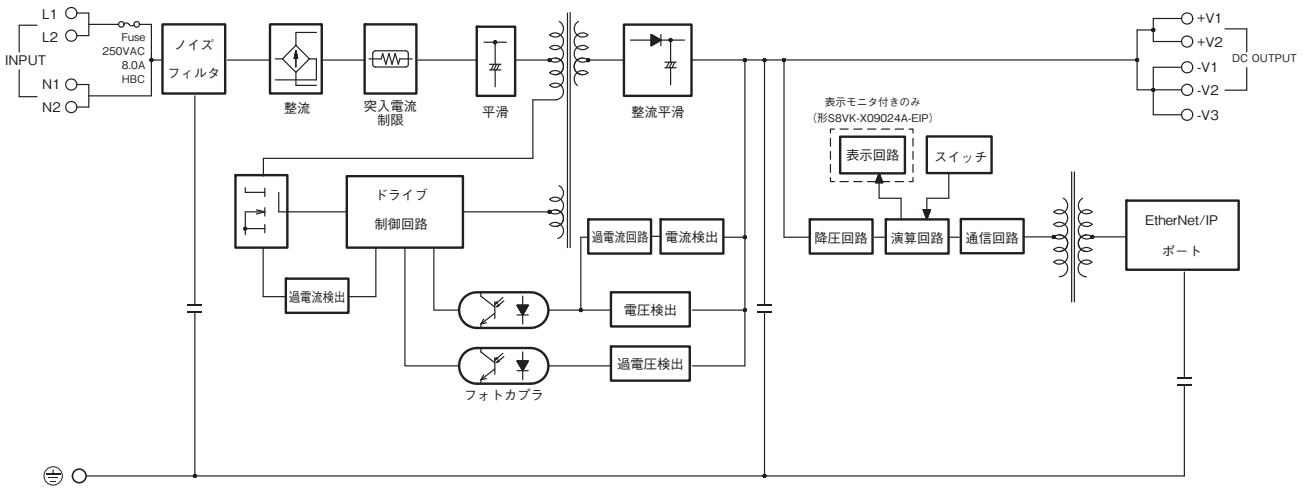 L1
L2
INPUT
N1
N2
Fuse
250VAC
8.0A
HBC
ノイズ
フィルタ
整流
突入電流
制限
平滑
整流平滑
+V1
+V2
-V1
-V2
-V3
DC OUTPUT
表示モニタ付きのみ
(形S8VK-X09024A-EIP)
表示回路
スイッチ
ドライブ
制御回路
過電流回路
電流検出
降圧回路
演算回路
通信回路
EtherNet/IP
ポート
過電流検出
電圧検出
過電圧検出
フォトカプラ